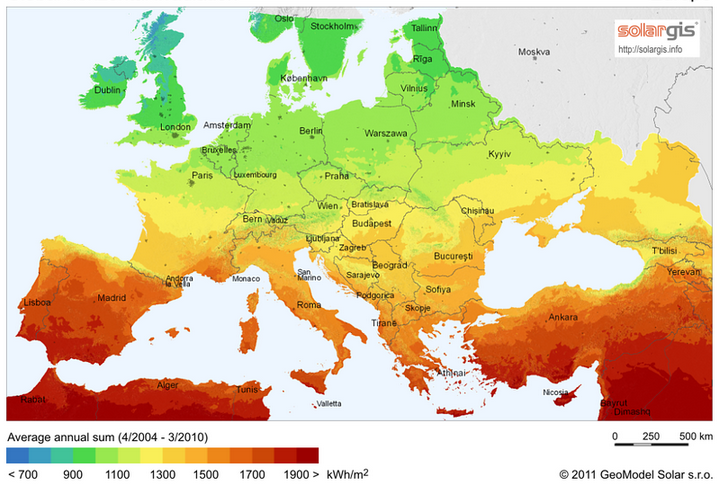 Oslo
Stockholm
Tallinn
solargis
http://solargis.info
Moskva
Rīga
København
Vilnius
Minsk
Dublin
London
Amsterdam
Berlin
Warszawa
Kyyiv
Bruxelles
Paris
Luxembourg
Praha
Wien
Bratislava
Chişinău
Bern
Vaduz
Budapest
Ljubljana
Zagreb
T'bilisi
Beograd
Bucureşti
Yerevan
Andorra
la Vella
Monaco
San
Marino
Sarajevo
Sofiya
Lisboa
Madrid
Roma
Podgorica
Skopje
Ankara
Tiranë
Athínai
Nicosia
Rabat
Alger
Tunis
Valletta
Bayrut
Dimashq
Average annual sum (4/2004 - 3/2010)
0 250 500 km
< 700 900 1100 1300 1500 1700 1900 > kWh/m²
© 2011 GeoModel Solar s.r.o.